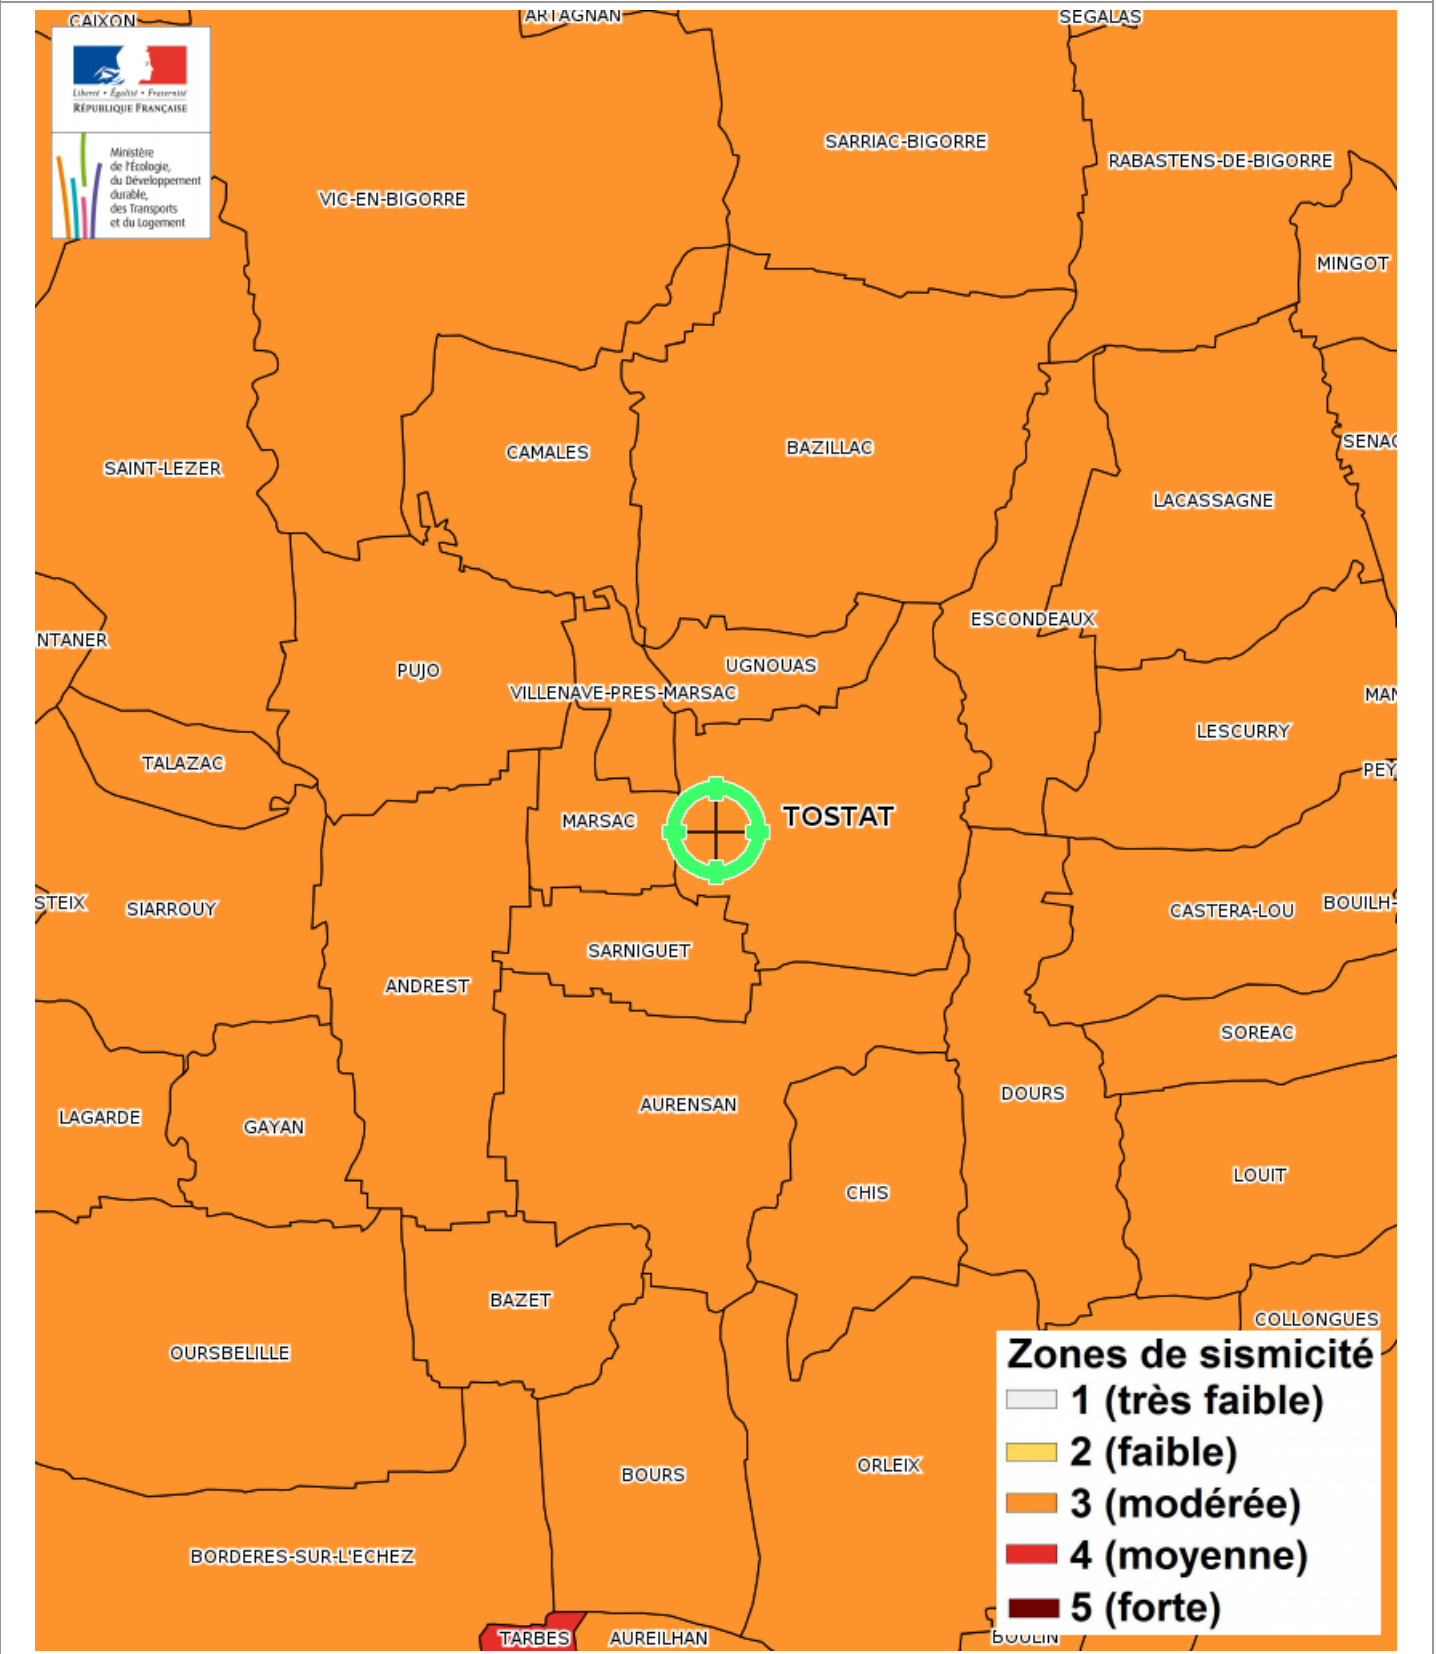 CAIXON
ARTAGNAN
SEGALAS
Liberté • Égalité • Fraternité
RÉPUBLIQUE FRANÇAISE
Ministère
de l'Écologie,
du Développement
durable,
des Transports
et du Logement
SARRIAC-BIGORRE
RABASTENS-DE-BIGORRE
VIC-EN-BIGORRE
MINGOT
SENAC
CAMALES
BAZILLAC
SAINT-LEZER
LACASSAGNE
ESCONDEAUX
NTANER
PUJO
UGNOUAS
VILLENAVE-PRES-MARSAC
MAN
LESCURRY
TALAZAC
PEY
MARSAC
TOSTAT
STEIX
SIARROUY
CASTERA-LOU
BOUILH-
SARNIGUET
ANDREST
SOREAC
DOURS
AURENSAN
LAGARDE
GAYAN
LOUIT
CHIS
BAZET
COLLONGUES
OURSBELILLE
Zones de sismicité
1 (très faible)
2 (faible)
3 (modérée)
4 (moyenne)
5 (forte)
ORLEIX
BOURS
BORDERES-SUR-L'ECHEZ
TARBES
AUREILHAN
BOULIN